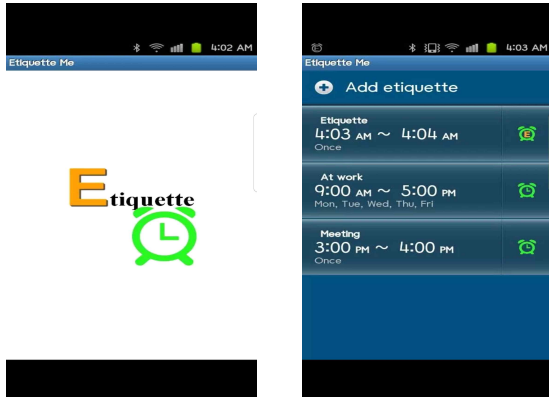 4:02 AM
Etiquette Me
Etiquette
4:03 AM
Etiquette Me
Add etiquette
Etiquette
4:03 AM ~ 4:04 AM
Once
At work
9:00 AM ~ 5:00 PM
Mon, Tue, Wed, Thu, Fri
Meeting
3:00 PM ~ 4:00 PM
Once